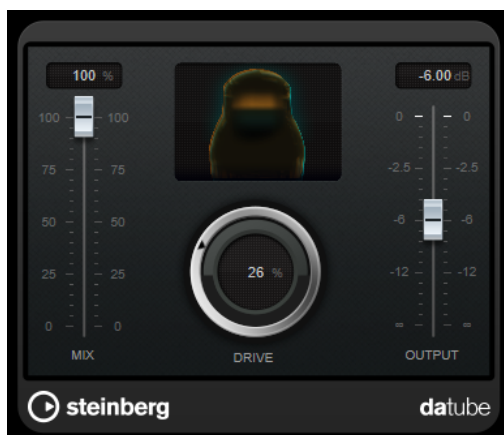 100 %
-6.00 dB
100 100
75 75
50 50
25 25
0 0
MIX
26 %
DRIVE
0 0
-2.5 -2.5
-6 -6
-12 -12
∞ ∞
OUTPUT
steinberg
datube